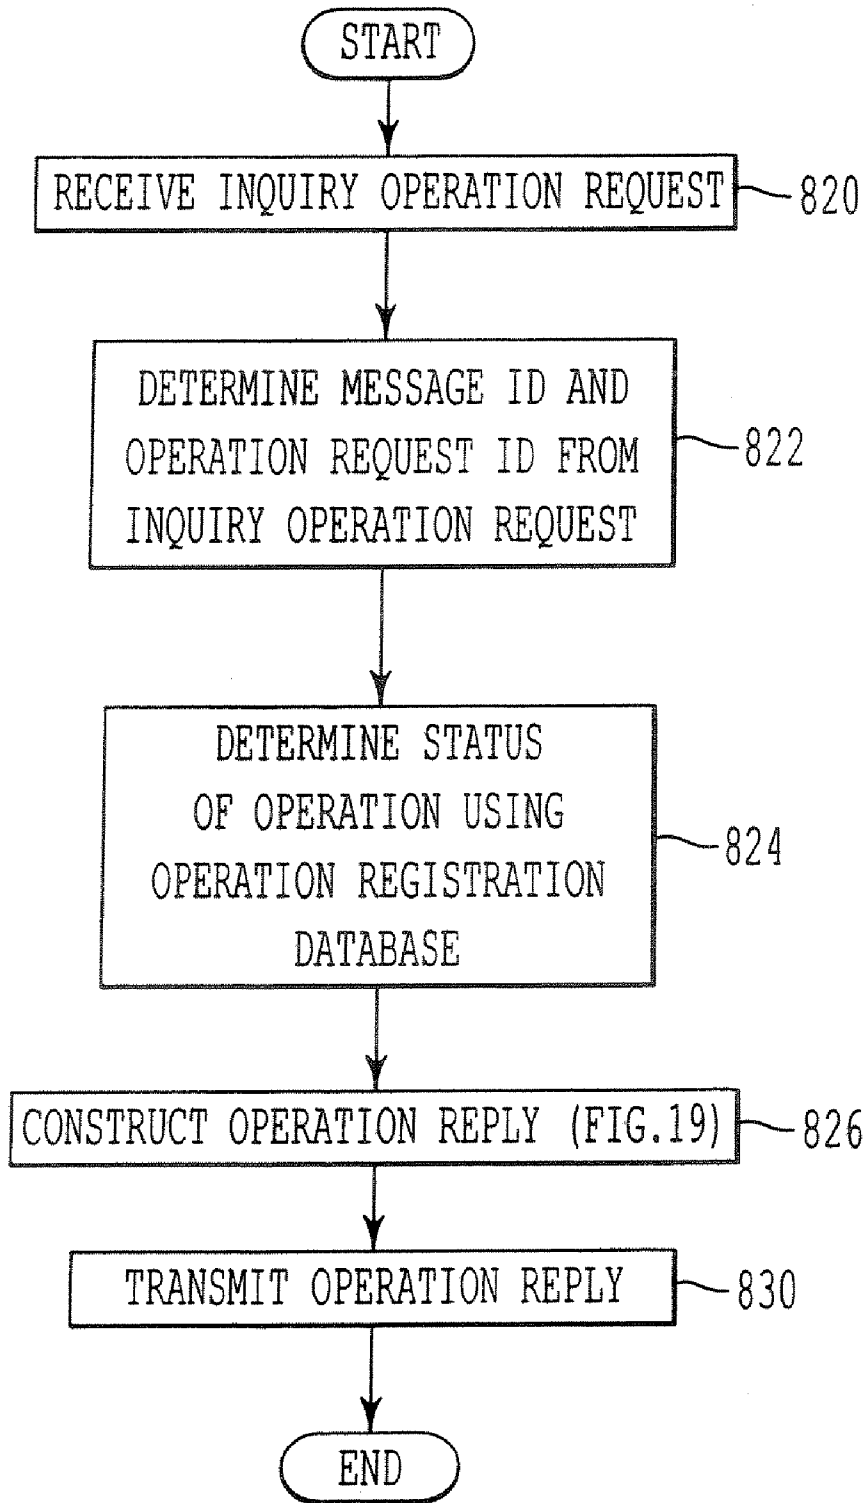 START
RECEIVE INQUIRY OPERATION REQUEST
820
DETERMINE MESSAGE ID AND
OPERATION REQUEST ID FROM
INQUIRY OPERATION REQUEST
822
DETERMINE STATUS
OF OPERATION USING
OPERATION REGISTRATION
DATABASE
824
CONSTRUCT OPERATION REPLY (FIG.19)
826
TRANSMIT OPERATION REPLY
830
END